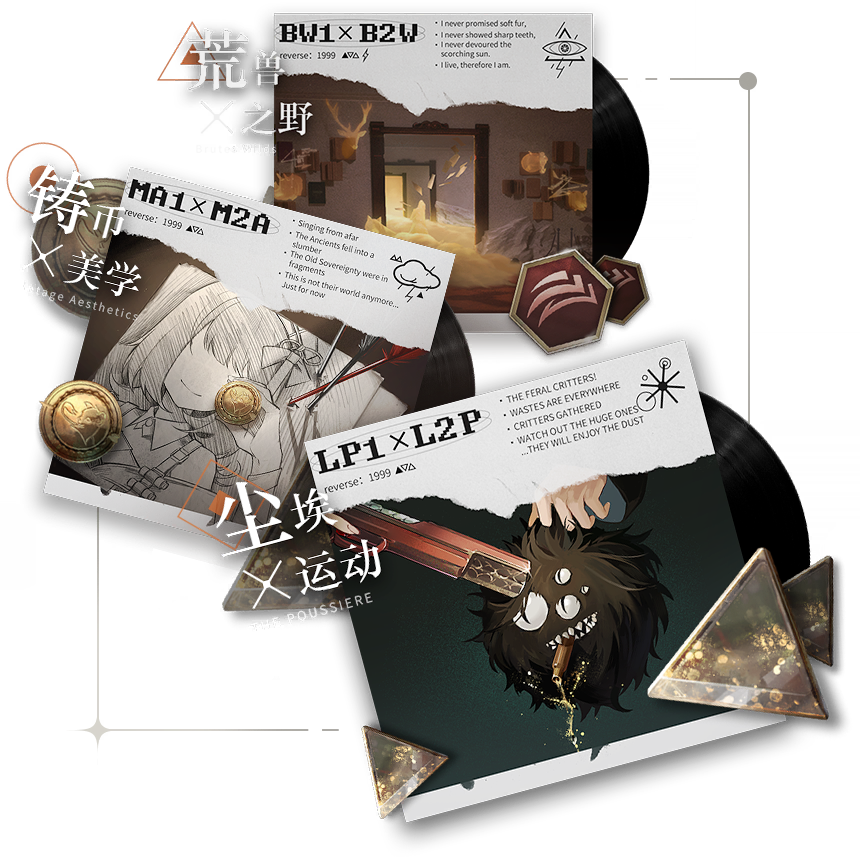 荒兽
×之野
BW1×B2W
reverse: 1999
• I never promised soft fur,
• I never showed sharp teeth,
• I never devoured the
scorching sun.
• I live, therefore I am.
铸币
×美学
Aesthetics
MA1×M2A
reverse: 1999
• Singing from afar
• The Ancients fell into a
slumber
• The Old Sovereignty were in
fragments
• This is not their world anymore...
Just for now
尘埃
×运动
POUSSIERE
LP1×L2P
reverse: 1999
• THE FERAL CRITTERS!
• WASTES ARE EVERYWHERE
• CRITTERS GATHERED
• WATCH OUT THE HUGE ONES
...THEY WILL ENJOY THE DUST